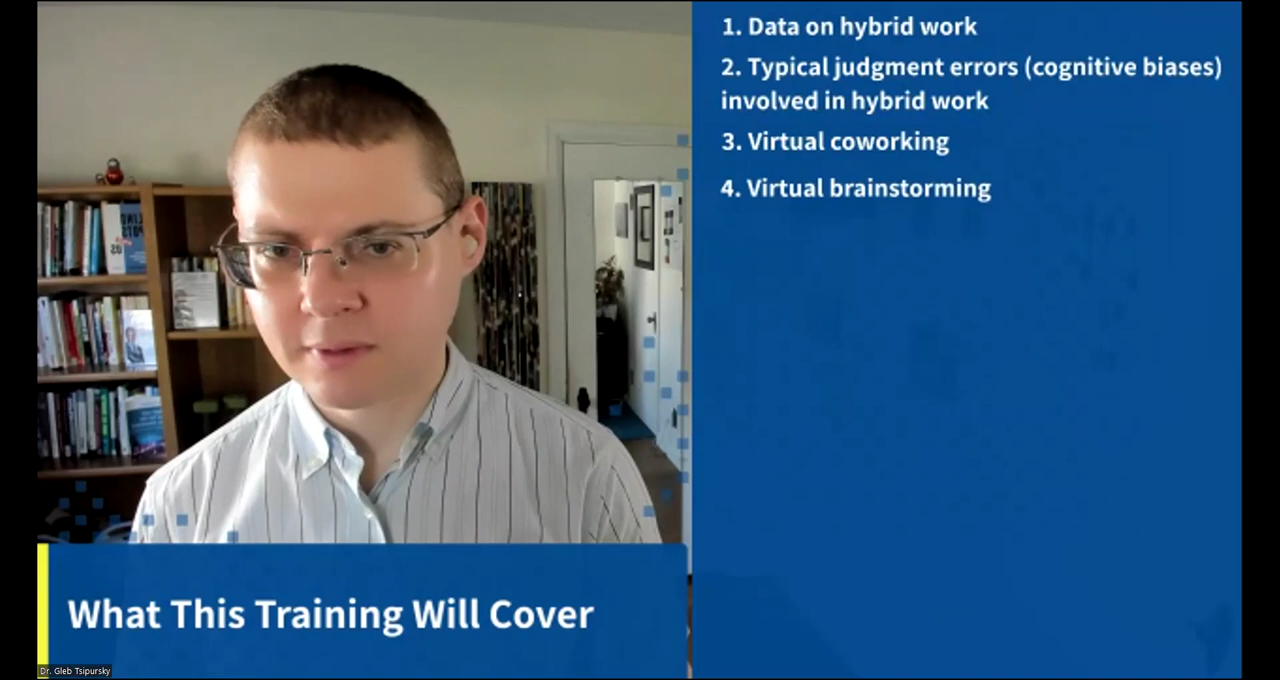 1. Data on hybrid work
2. Typical judgment errors (cognitive biases)
involved in hybrid work
3. Virtual coworking
4. Virtual brainstorming
What This Training Will Cover
Dr. Gleb Tsipursky